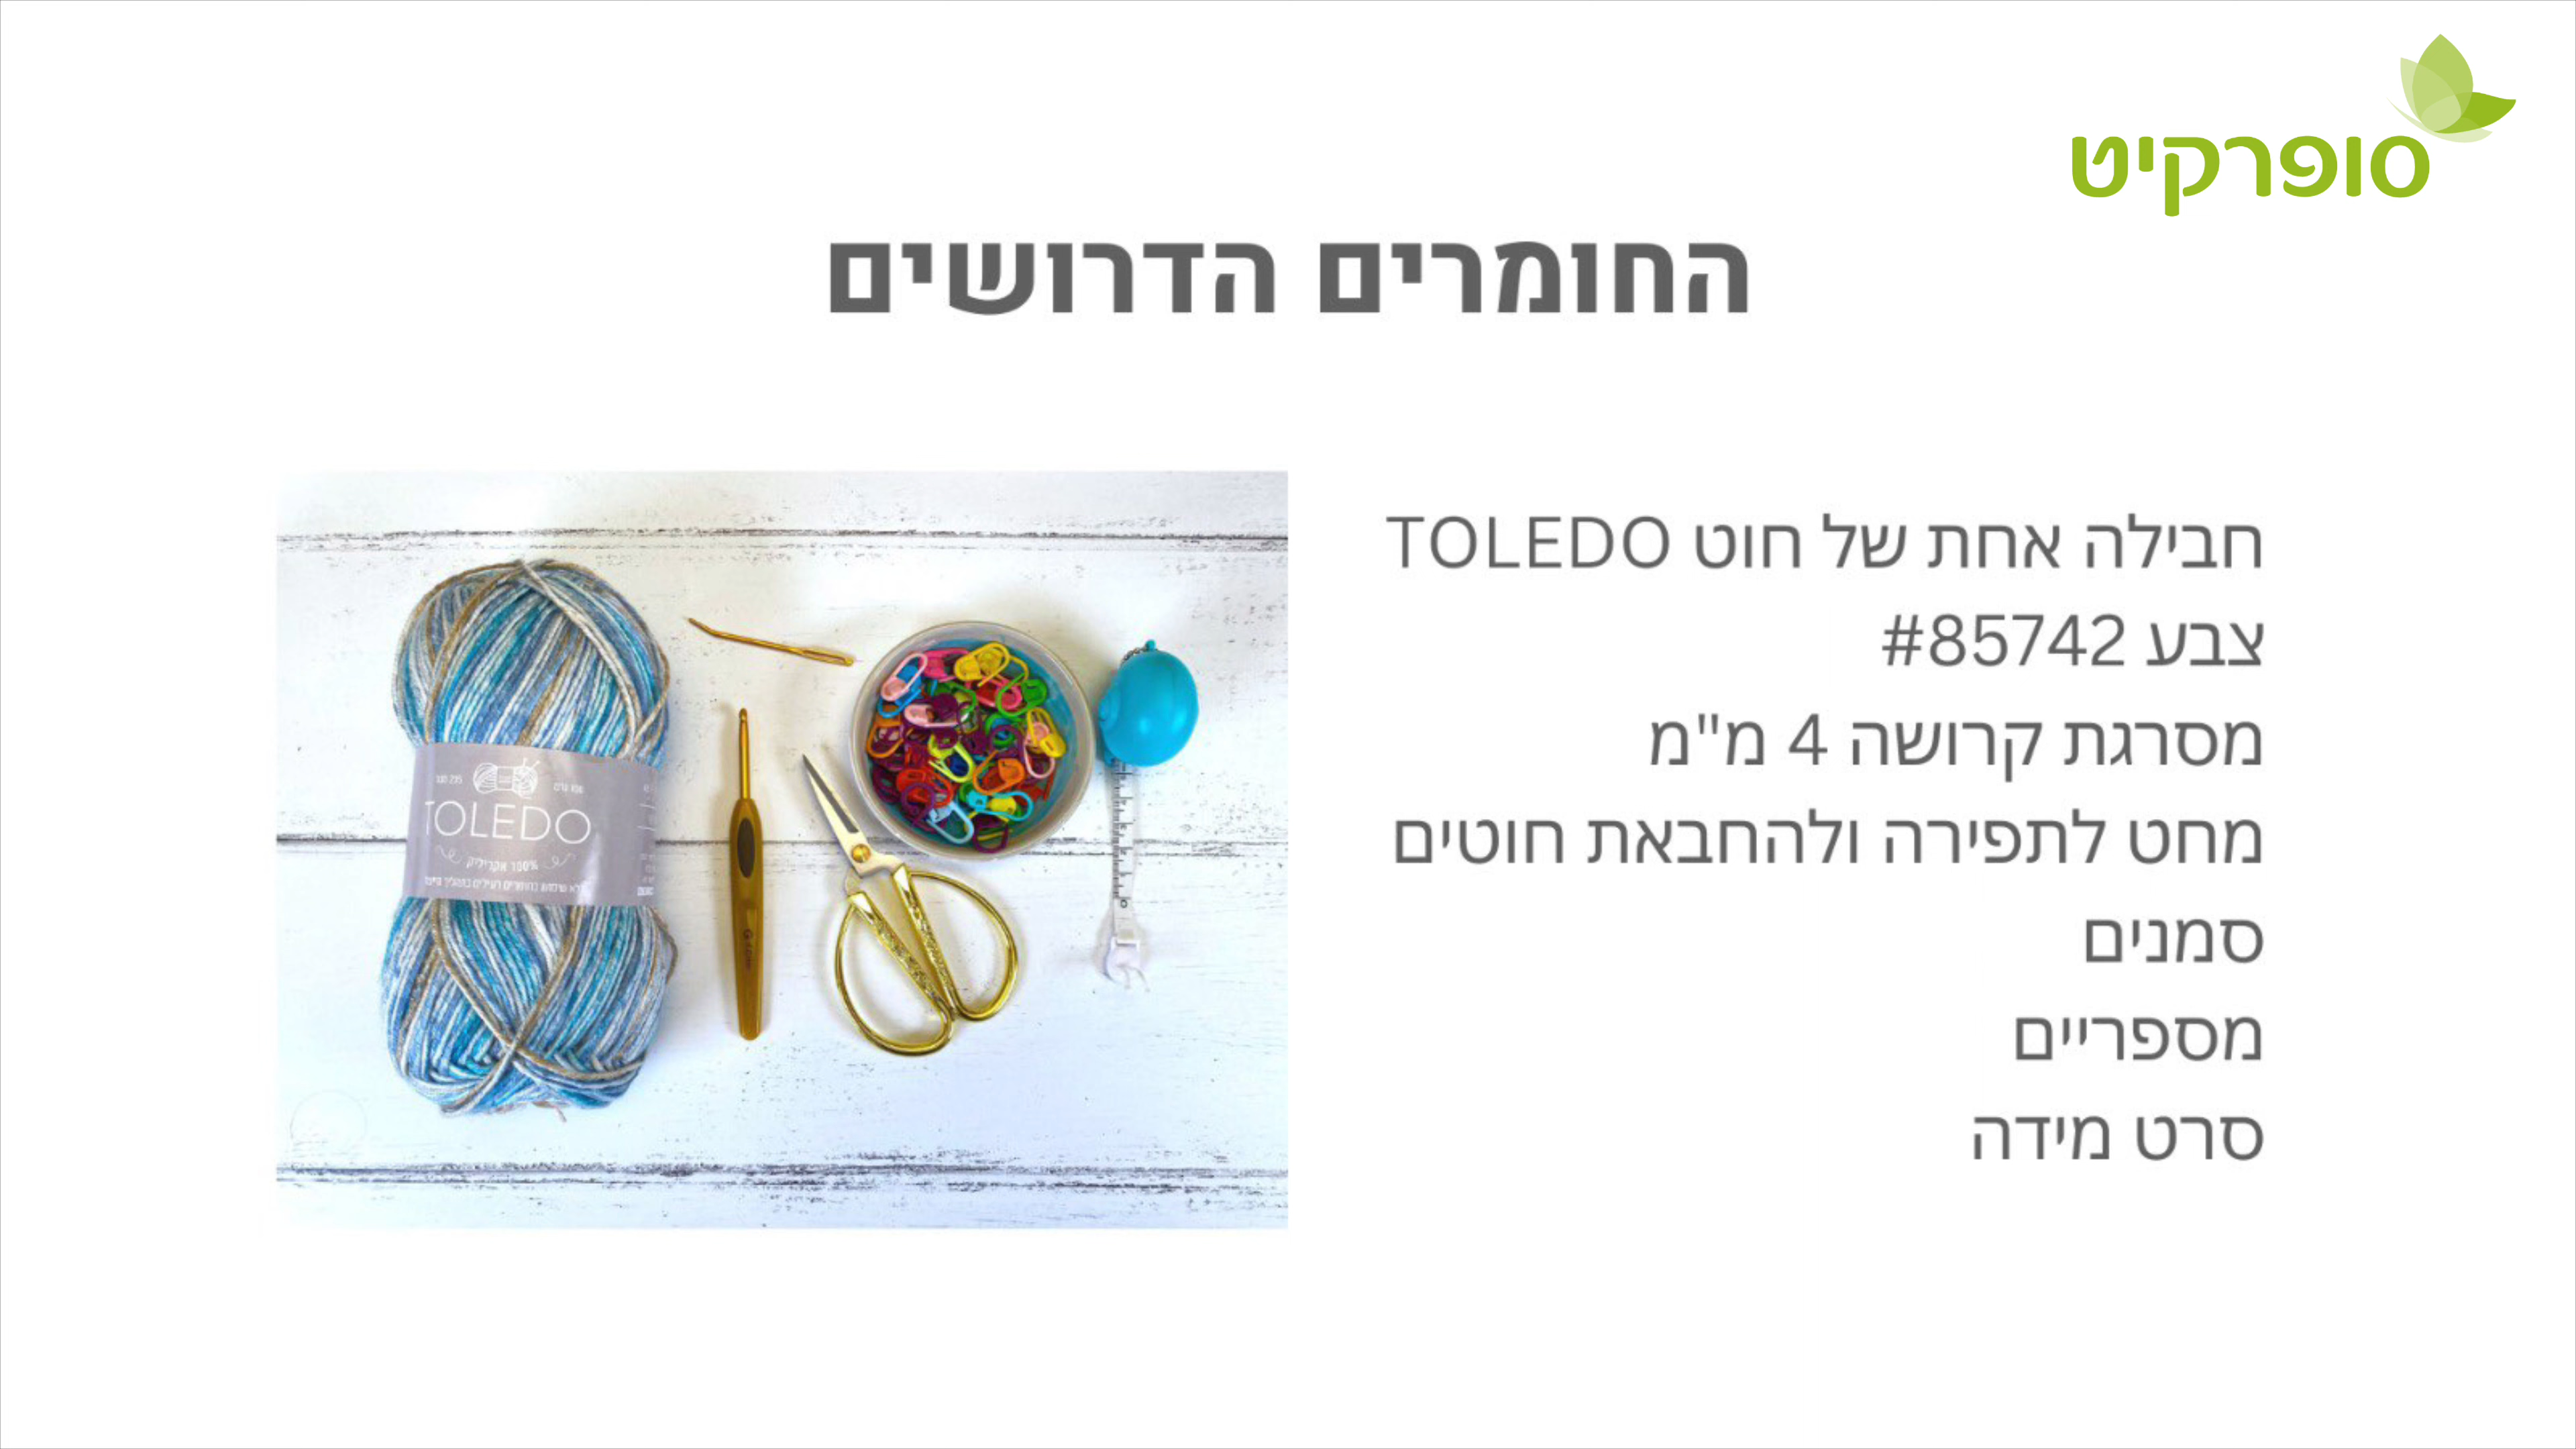 סופרקיט
החומרים הדרושים
חבילה אחת של חוט TOLEDO
צבע 85742#
מסרגת קרושה 4 מ"מ
מחט לתפירה ולהחבאת חוטים
סמנים
מספריים
סרט מידה
TOLEDO
100% אקריליק